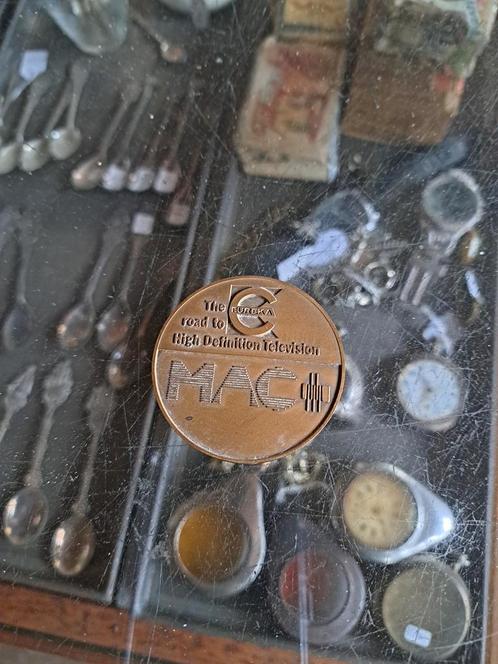 The
EUREKA
road to
High Definition Television
MAC